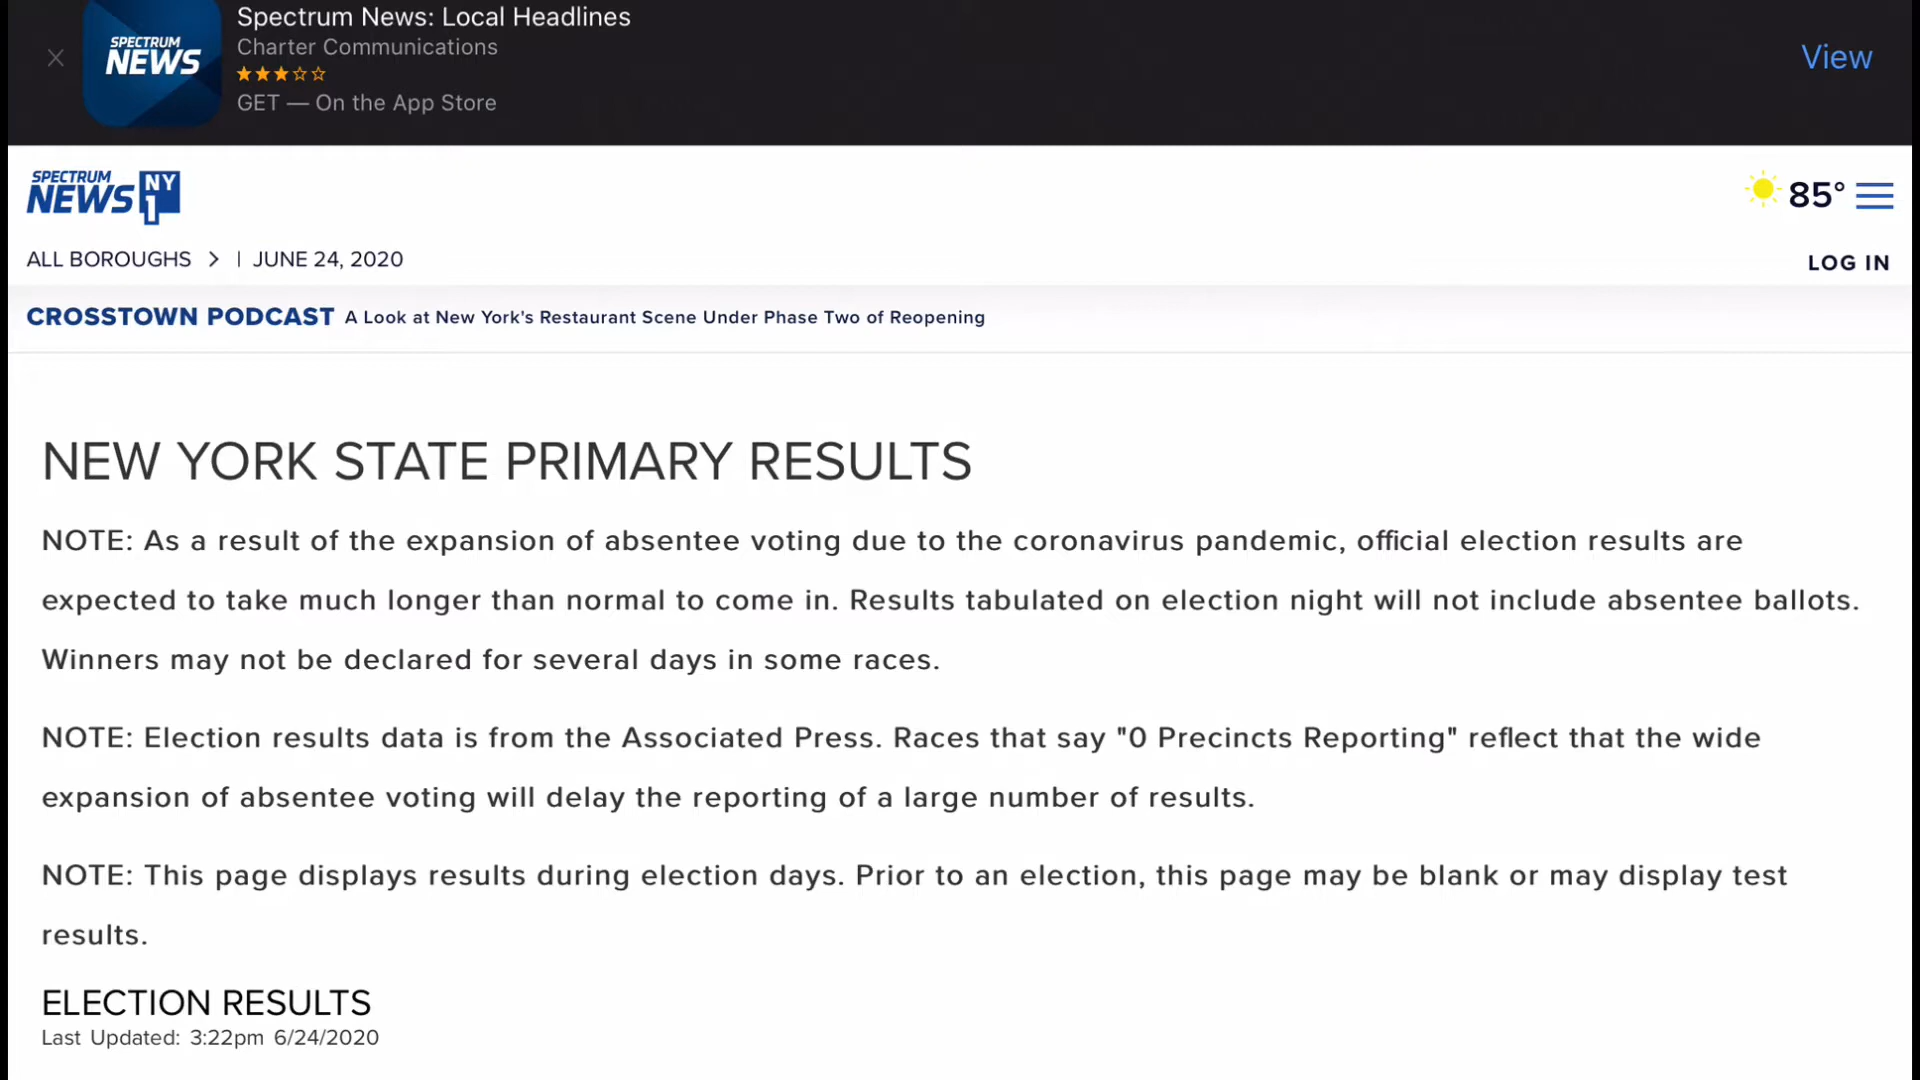 Spectrum News: Local Headlines
Charter Communications
GET — On the App Store
SPECTRUM
NEWS
View
SPECTRUM
NEWS NY
1
85°
ALL BOROUGHS > | JUNE 24, 2020
LOG IN
CROSSTOWN PODCAST A Look at New York's Restaurant Scene Under Phase Two of Reopening
NEW YORK STATE PRIMARY RESULTS
NOTE: As a result of the expansion of absentee voting due to the coronavirus pandemic, official election results are
expected to take much longer than normal to come in. Results tabulated on election night will not include absentee ballots.
Winners may not be declared for several days in some races.
NOTE: Election results data is from the Associated Press. Races that say "0 Precincts Reporting" reflect that the wide
expansion of absentee voting will delay the reporting of a large number of results.
NOTE: This page displays results during election days. Prior to an election, this page may be blank or may display test
results.
ELECTION RESULTS
Last Updated: 3:22pm 6/24/2020